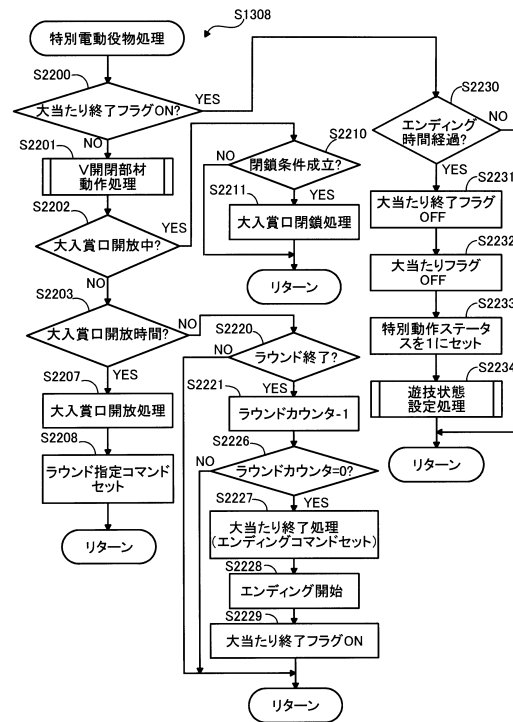 S1308
特別電動役物処理
S2200
大当たり終了フラグON?
YES
NO
S2201
V開閉部材
動作処理
S2202
大入賞口開放中?
YES
NO
S2203
大入賞口開放時間?
NO
YES
S2207
大入賞口開放処理
S2208
ラウンド指定コマンド
セット
リターン
S2210
閉鎖条件成立?
NO
YES
S2211
大入賞口閉鎖処理
リターン
S2220
ラウンド終了?
NO
YES
S2221
ラウンドカウンタ-1
S2226
ラウンドカウンタ=0?
NO
YES
S2227
大当たり終了処理
(エンディングコマンドセット)
S2228
エンディング開始
S2229
大当たり終了フラグON
リターン
S2230
エンディング
時間経過?
NO
YES
S2231
大当たり終了フラグ
OFF
S2232
大当たりフラグ
OFF
S2233
特別動作ステータ
スを1にセット
S2234
遊技状態
設定処理
リターン